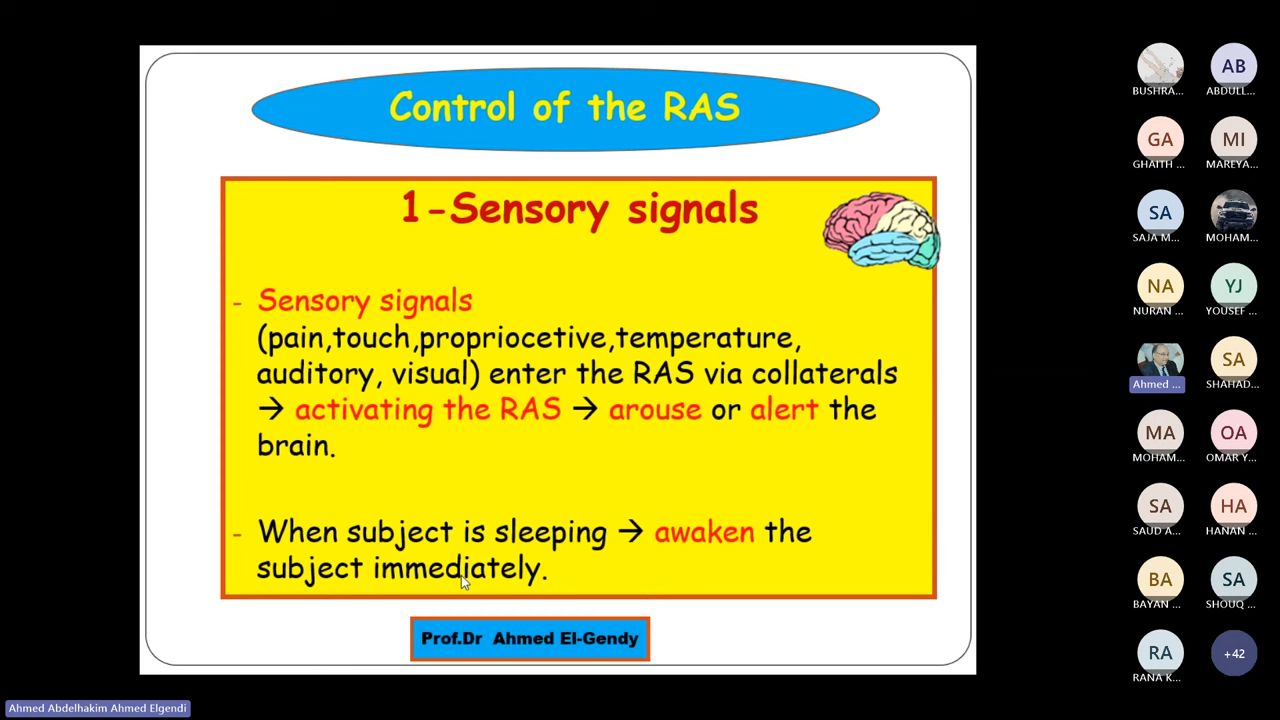 Control of the RAS
1-Sensory signals
- Sensory signals
(pain,touch,propriocetive,temperature,
auditory, visual) enter the RAS via collaterals
→ activating the RAS → arouse or alert the
brain.
- When subject is sleeping → awaken the
subject immediately.
Prof.Dr Ahmed El-Gendy
Ahmed Abdelhakim Ahmed Elgendi
BUSHRA...
AB
ABDULL...
GA
GHAITH ...
MI
MAREYA...
SA
SAJA M...
MOHAM...
NA
NURAN ...
YJ
YOUSEF ...
Ahmed ...
SA
SHAHAD...
MA
MOHAM...
OA
OMAR Y...
SA
SAUD A...
HA
HANAN ...
BA
BAYAN ...
SA
SHOUQ ...
RA
RANA K...
+42